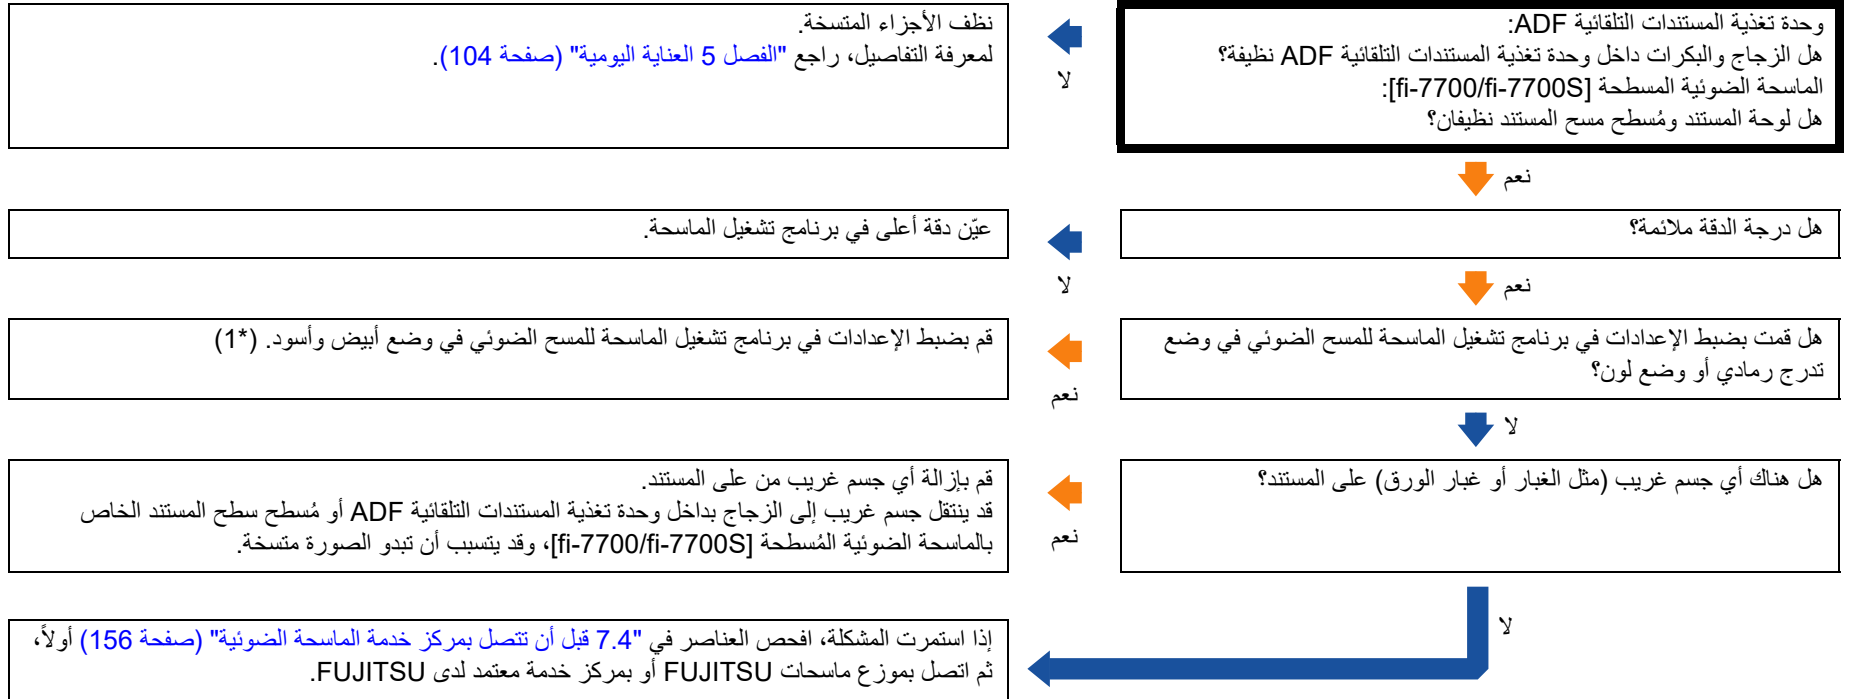 وحدة تغذية المستندات التلقائية ADF:
هل الزجاج والبكرات داخل وحدة تغذية المستندات التلقائية ADF نظيفة؟
الماسحة الضوئية المسطحة [fi-7700/fi-7700S]:
هل لوحة المستند ومُسطح مسح المستند نظيفان؟
لا
نظف الأجزاء المتسخة.
لمعرفة التفاصيل، راجع "الفصل 5 العناية اليومية" (صفحة 104).
نعم
هل درجة الدقة ملائمة؟
لا
عيّن دقة أعلى في برنامج تشغيل الماسحة.
نعم
هل قمت بضبط الإعدادات في برنامج تشغيل الماسحة للمسح الضوئي في وضع
تدرج رمادي أو وضع لون؟
نعم
قم بضبط الإعدادات في برنامج تشغيل الماسحة للمسح الضوئي في وضع أبيض وأسود. (*1)
لا
هل هناك أي جسم غريب (مثل الغبار أو غبار الورق) على المستند؟
نعم
قم بإزالة أي جسم غريب من على المستند.
قد ينتقل جسم غريب إلى الزجاج بداخل وحدة تغذية المستندات التلقائية ADF أو مُسطح سطح المستند الخاص
بالماسحة الضوئية المُسطحة [fi-7700/fi-7700S]، وقد يتسبب أن تبدو الصورة متسخة.
لا
إذا استمرت المشكلة، افحص العناصر في "7.4 قبل أن تتصل بمركز خدمة الماسحة الضوئية" (صفحة 156) أولاً،
ثم اتصل بموزع ماسحات FUJITSU أو بمركز خدمة معتمد لدى FUJITSU.